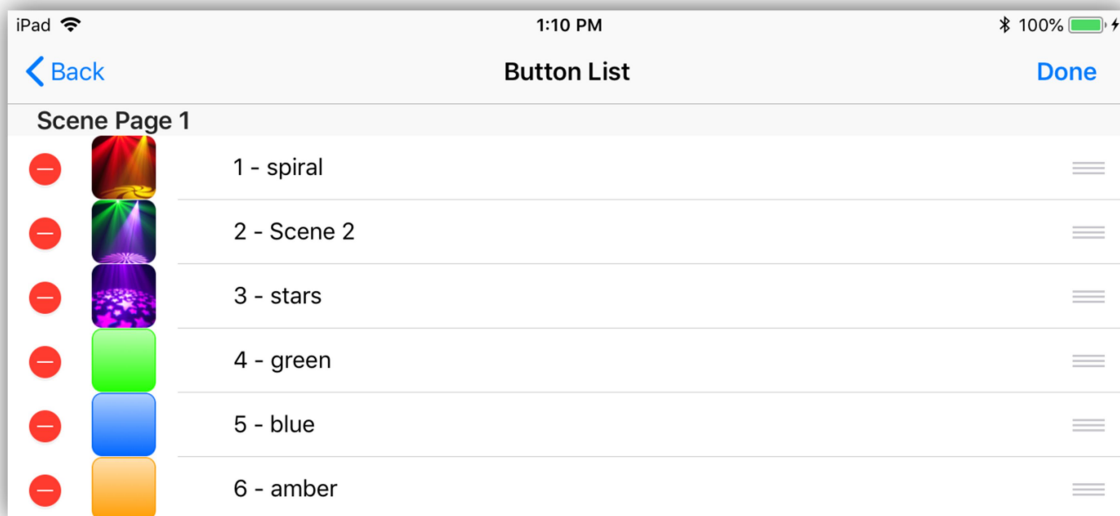 iPad 1:10 PM 100%
Back Button List Done
Scene Page 1
1 - spiral
2 - Scene 2
3 - stars
4 - green
5 - blue
6 - amber